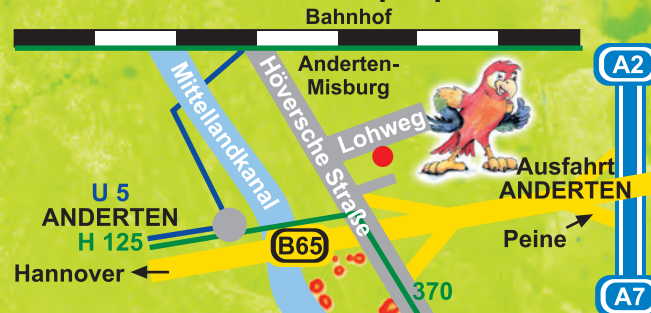 Bahnhof
Anderten-
Misburg
A2
Mittellandkanal
Höversche Straße
Lohweg
Ausfahrt
ANDERTEN
U 5
ANDERTEN
H 125
B65
Peine
Hannover
370
A7